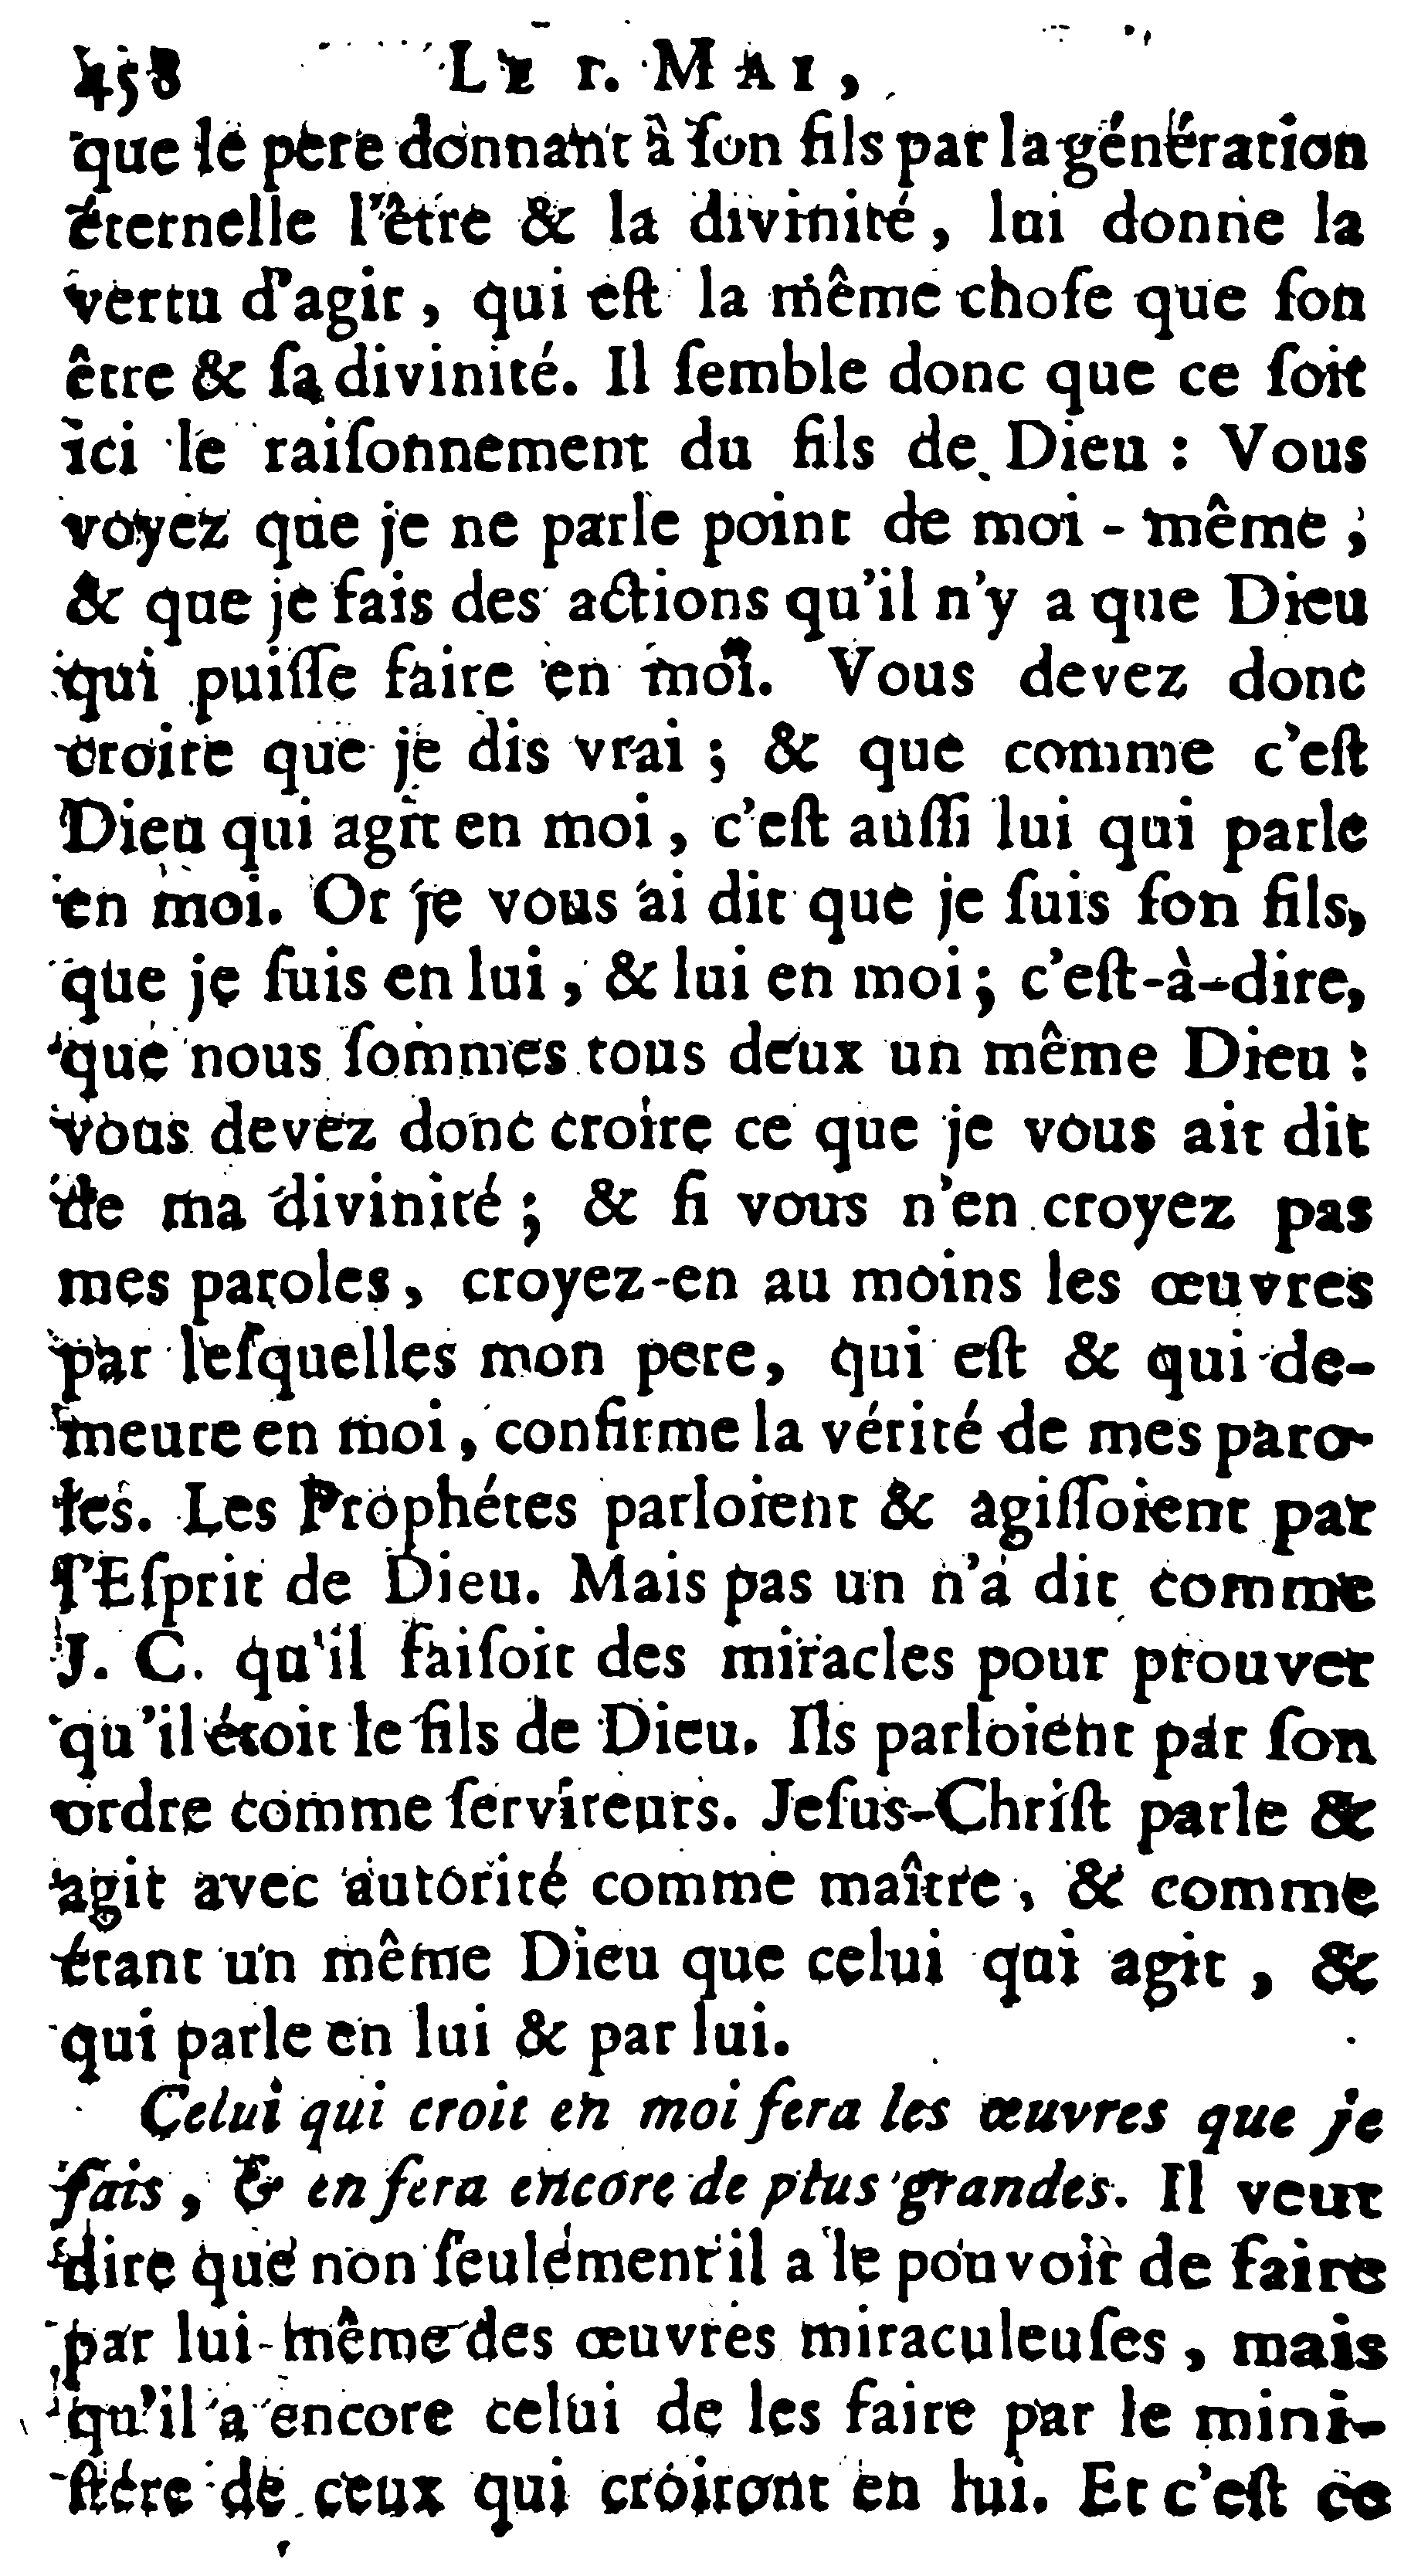 458 LE 1. MAI,
que le pere donnant à ſon fils par la génération
éternelle l'être & la divinité, lui donne la
vertu d'agir, qui eſt la même choſe que ſon
être & ſa divinité. Il ſemble donc que ce ſoit
ici le raiſonnement du fils de Dieu : Vous
voyez que je ne parle point de moi-même,
& que je fais des actions qu'il n'y a que Dieu
qui puiſſe faire en moi. Vous devez donc
croire que je dis vrai ; & que comme c'eſt
Dieu qui agit en moi, c'eſt auſſi lui qui parle
en moi. Or je vous ai dit que je ſuis ſon fils,
que je ſuis en lui, & lui en moi ; c'eſt-à-dire,
que nous ſommes tous deux un même Dieu :
vous devez donc croire ce que je vous ait dit
de ma divinité ; & ſi vous n'en croyez pas
mes paroles, croyez-en au moins les œuvres
par leſquelles mon pere, qui eſt & qui de-
meure en moi, confirme la vérité de mes paro-
les. Les Prophétes parloient & agiſſoient par
l'Eſprit de Dieu. Mais pas un n'a dit comme
J. C. qu'il faiſoit des miracles pour prouver
qu'il étoit le fils de Dieu. Ils parloient par ſon
ordre comme ſerviteurs. Jeſus-Chriſt parle &
agit avec autorité comme maître, & comme
étant un même Dieu que celui qui agit, &
qui parle en lui & par lui.
Celui qui croit en moi fera les œuvres que je
fais, & en fera encore de plus grandes. Il veut
dire que non ſeulement il a le pouvoir de faire
par lui-même des œuvres miraculeuſes, mais
qu'il a encore celui de les faire par le mini-
ſtére de ceux qui croiront en lui. Et c'eſt ce